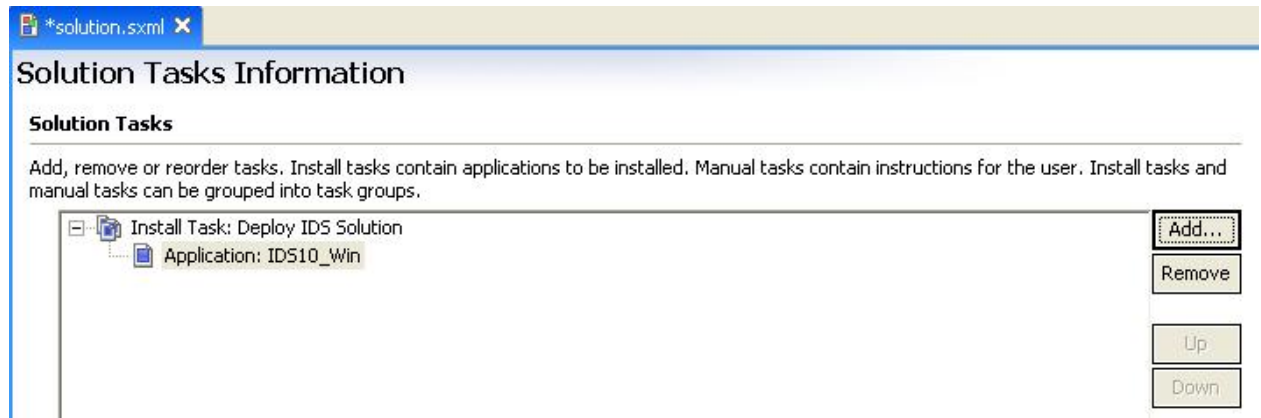 *solution.sxml
Solution Tasks Information
Solution Tasks
Add, remove or reorder tasks. Install tasks contain applications to be installed. Manual tasks contain instructions for the user. Install tasks and
manual tasks can be grouped into task groups.
Install Task: Deploy IDS Solution
Application: IDS10_Win
Add...
Remove
Up
Down